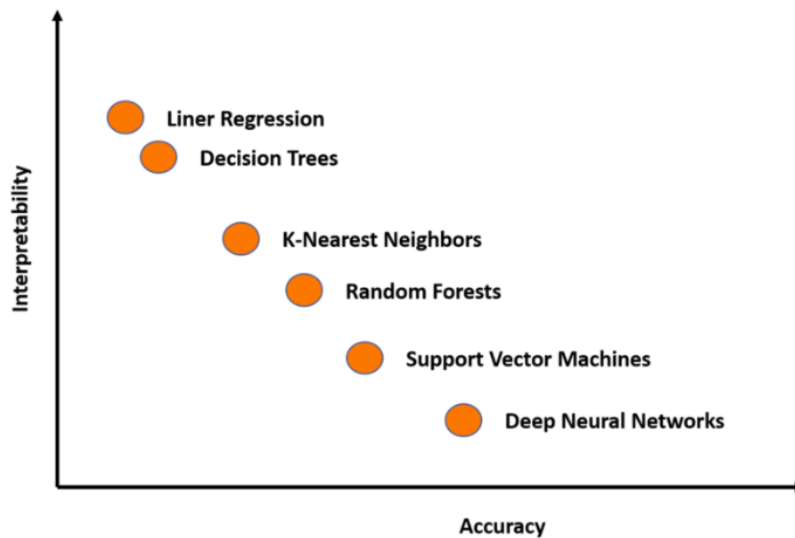 Liner Regression
Decision Trees
K-Nearest Neighbors
Random Forests
Support Vector Machines
Deep Neural Networks
Interpretability
Accuracy